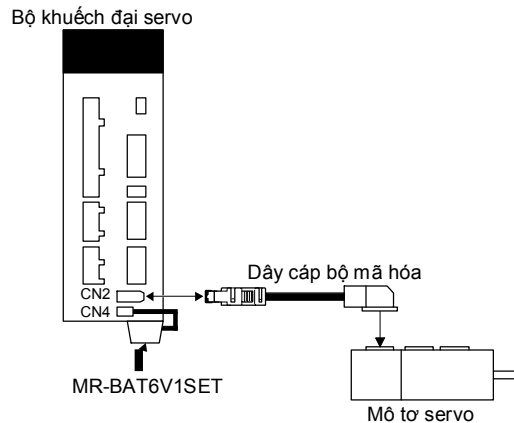 Bộ khuếch đại servo
Dây cáp bộ mã hóa
CN2
CN4
MR-BAT6V1SET
Mô tơ servo